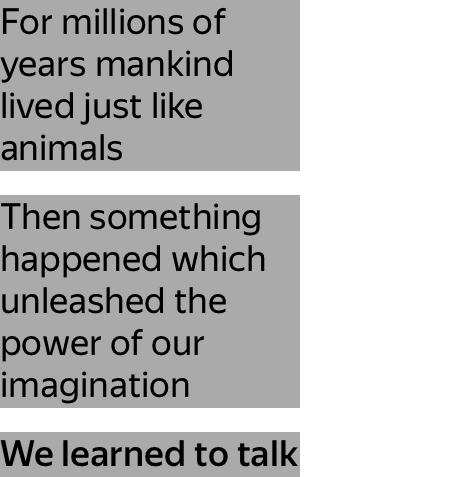 For millions of
years mankind
lived just like
animals
Then something
happened which
unleashed the
power of our
imagination
We learned to talk